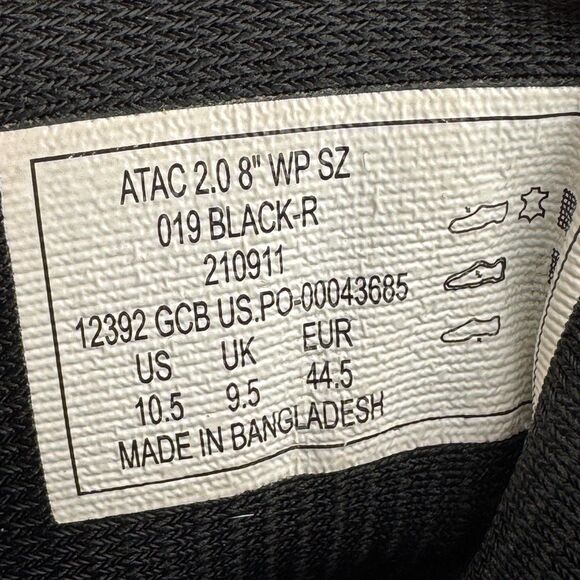 ATAC 2.0 8" WP SZ
019 BLACK-R
210911
12392 GCB US.PO-00043685
US UK EUR
10.5 9.5 44.5
MADE IN BANGLADESH